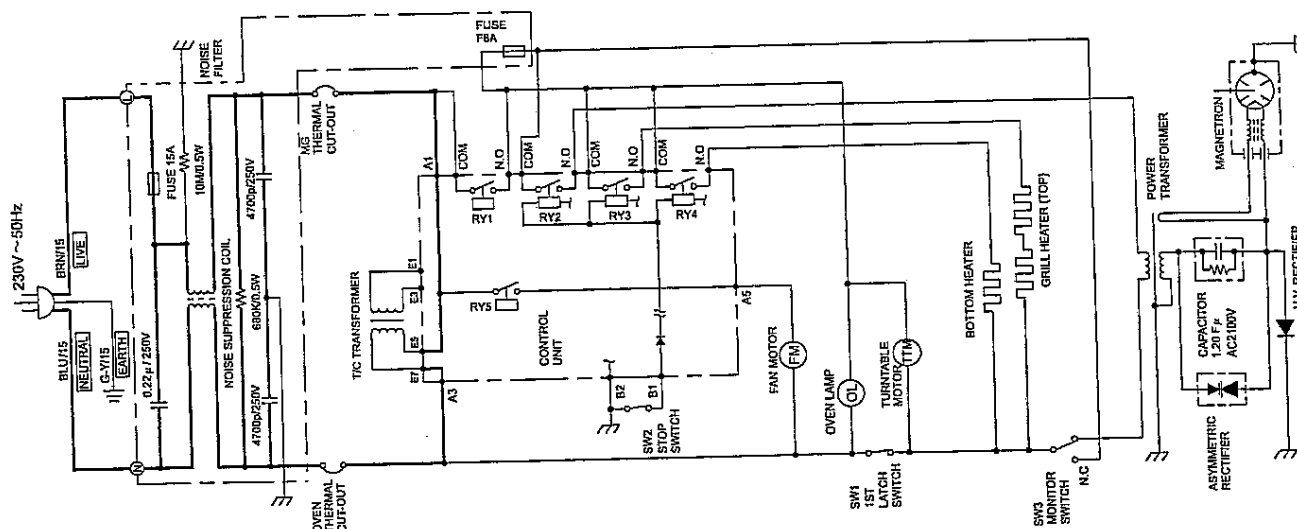 230V ~ 50Hz
BLU/15
NEUTRAL
G-Y/15
EARTH
BRN/15
LIVE
N
L
0.22µ / 250V
FUSE 15A
10M/0.5W
NOISE
FILTER
NOISE SUPPRESSION COIL
4700p/250V
680K/0.5W
4700p/250V
OVEN
THERMAL
CUT-OUT
MG
THERMAL
CUT-OUT
T/C TRANSFORMER
E7
E5
E3
E1
A3
A1
FUSE
F8A
COM
N.O
COM
N.O
COM
N.O
COM
N.O
RY1
RY2
RY3
RY4
RY5
CONTROL
UNIT
A5
B2
B1
SW2
STOP
SWITCH
FAN MOTOR
FM
OVEN LAMP
OL
TURNTABLE
MOTOR
TTM
SW1
1ST
LATCH
SWITCH
BOTTOM HEATER
GRILL HEATER (TOP)
SW3
MONITOR
SWITCH
N.C
POWER
TRANSFORMER
MAGNETRON
CAPACITOR
1.20 F µ
AC2100V
ASYMMETRIC
RECTIFIER
H.V. RECTIFIER